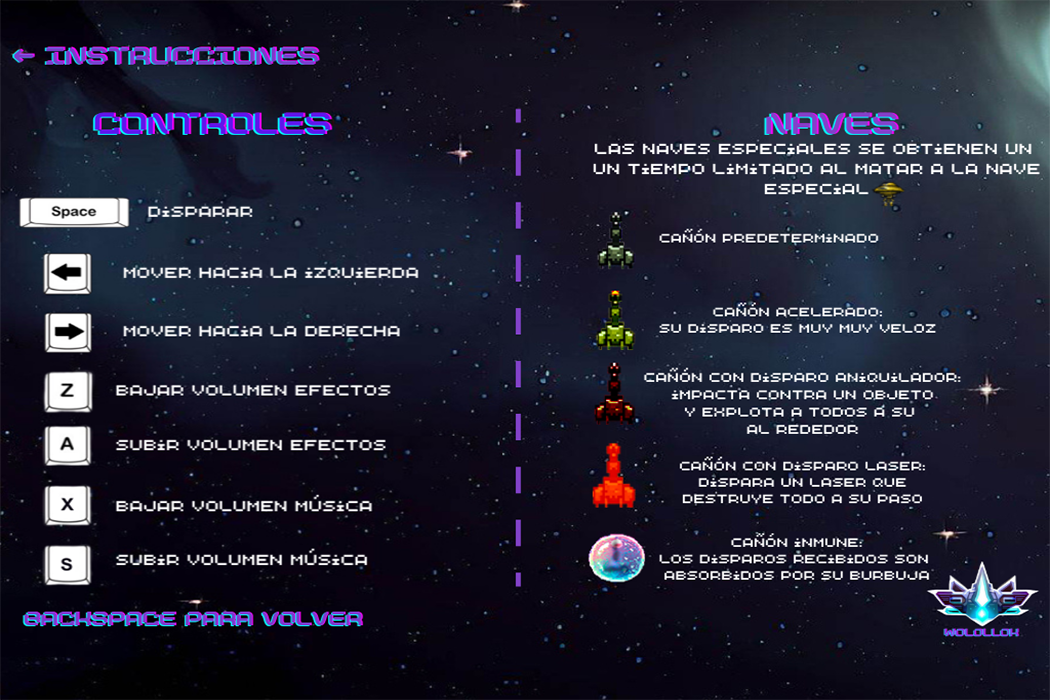 ← INSTRUCCIONES
CONTROLES
Space DISPARAR
← MOVER HACIA LA IZQUIERDA
→ MOVER HACIA LA DERECHA
Z BAJAR VOLUMEN EFECTOS
A SUBIR VOLUMEN EFECTOS
X BAJAR VOLUMEN MÚSICA
S SUBIR VOLUMEN MÚSICA
BACKSPACE PARA VOLVER
NAVES
LAS NAVES ESPECIALES SE OBTIENEN UN
UN TIEMPO LIMITADO AL MATAR A LA NAVE
ESPECIAL
CAÑÓN PREDETERMINADO
CAÑÓN ACELERADO:
SU DISPARO ES MUY MUY VELOZ
CAÑÓN CON DISPARO ANIQUILADOR:
IMPACTA CONTRA UN OBJETO
Y EXPLOTA A TODOS A SU
AL REDEDOR
CAÑÓN CON DISPARO LASER:
DISPARA UN LASER QUE
DESTRUYE TODO A SU PASO
CAÑÓN INMUNE:
LOS DISPAROS RECIBIDOS SON
ABSORBIDOS POR SU BURBUJA
WOLOLLOK